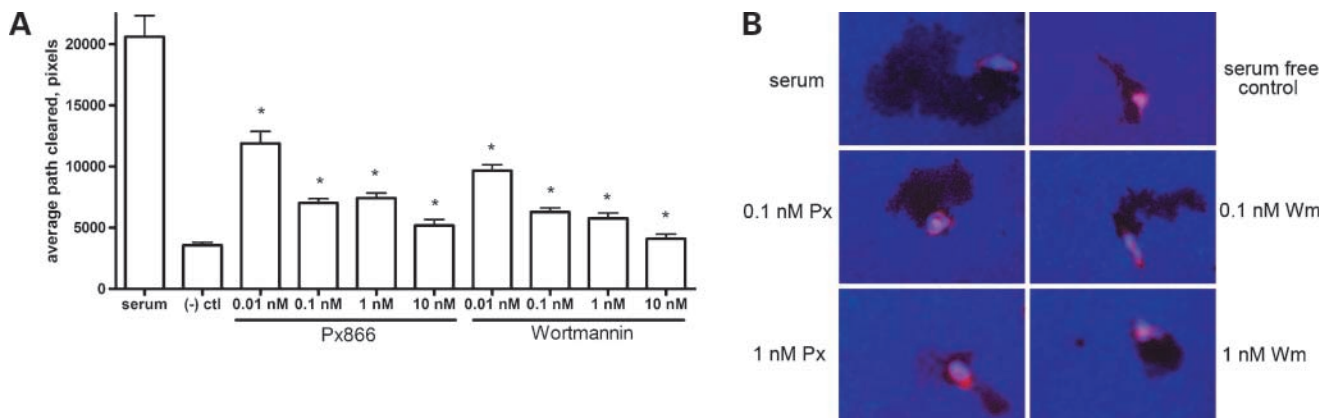 A
average path cleared, pixels
20000
15000
10000
5000
0
* * * * * * * *
serum (-) ctl 0.01 nM 0.1 nM 1 nM 10 nM 0.01 nM 0.1 nM 1 nM 10 nM
Px866 Wortmannin
B
serum
serum free
control
0.1 nM Px
0.1 nM Wm
1 nM Px
1 nM Wm